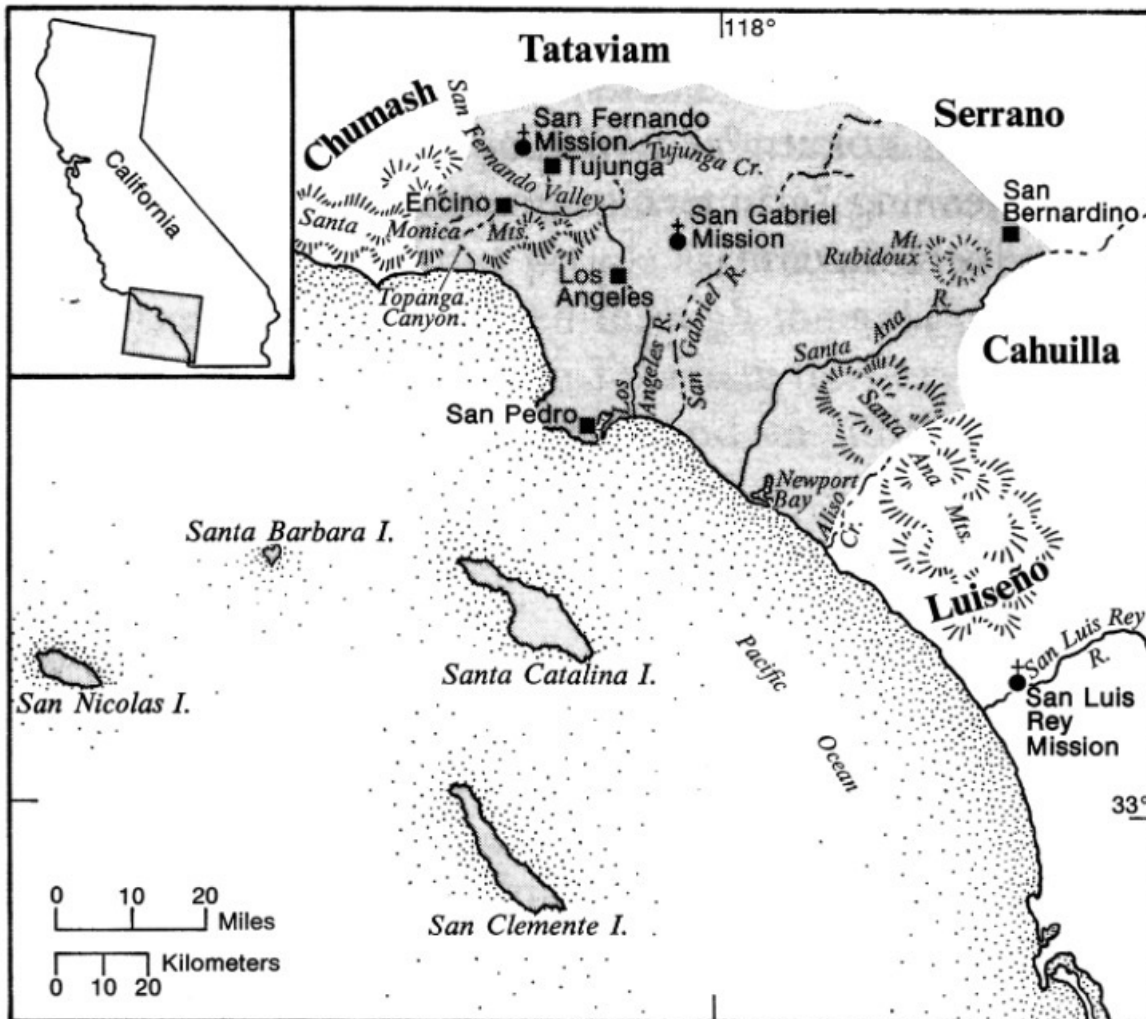 118°
Tataviam
Chumash
Serrano
California
San Fernando Valley
San Fernando
Mission
Tujunga
Tujunga Cr.
Encino
Santa Monica Mts.
San Gabriel
Mission
San
Bernardino
Mt.
Rubidoux
Los
Angeles
Topanga
Canyon
San Gabriel R.
Los
Angeles R.
Santa Ana R.
Cahuilla
San Pedro
Santa Ana Mts.
Newport
Bay
Aliso
Cr.
Santa Barbara I.
Luiseño
San Luis Rey
R.
Santa Catalina I.
San Nicolas I.
Pacific
Ocean
San Luis
Rey
Mission
33°
San Clemente I.
0 10 20
Miles
Kilometers
0 10 20